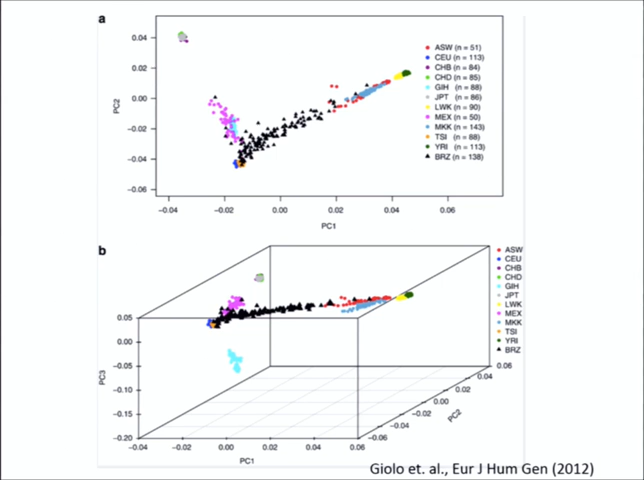 a
0.04
0.02
0.00
−0.02
−0.04
−0.06
PC2
−0.04 −0.02 0.00 0.02 0.04 0.06
PC1
ASW (n = 51)
CEU (n = 113)
CHB (n = 84)
CHD (n = 85)
GIH (n = 88)
JPT (n = 86)
LWK (n = 90)
MEX (n = 50)
MKK (n = 143)
TSI (n = 88)
YRI (n = 113)
BRZ (n = 138)
b
0.05
0.00
−0.05
−0.10
−0.15
−0.20
PC3
−0.04 −0.02 0.00 0.02 0.04 0.06
PC1
−0.06
−0.04
−0.02
0.00
0.02
0.04
0.06
PC2
ASW
CEU
CHB
CHD
GIH
JPT
LWK
MEX
MKK
TSI
YRI
BRZ
Giolo et. al., Eur J Hum Gen (2012)